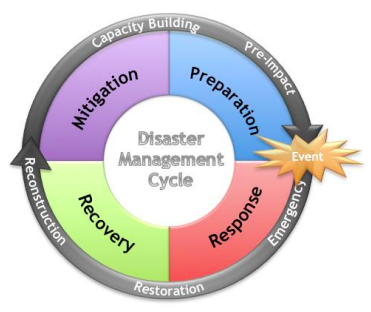 Capacity Building
Pre-Impact
Mitigation
Preparation
Disaster
Management
Cycle
Event
Recovery
Response
Reconstruction
Emergency
Restoration